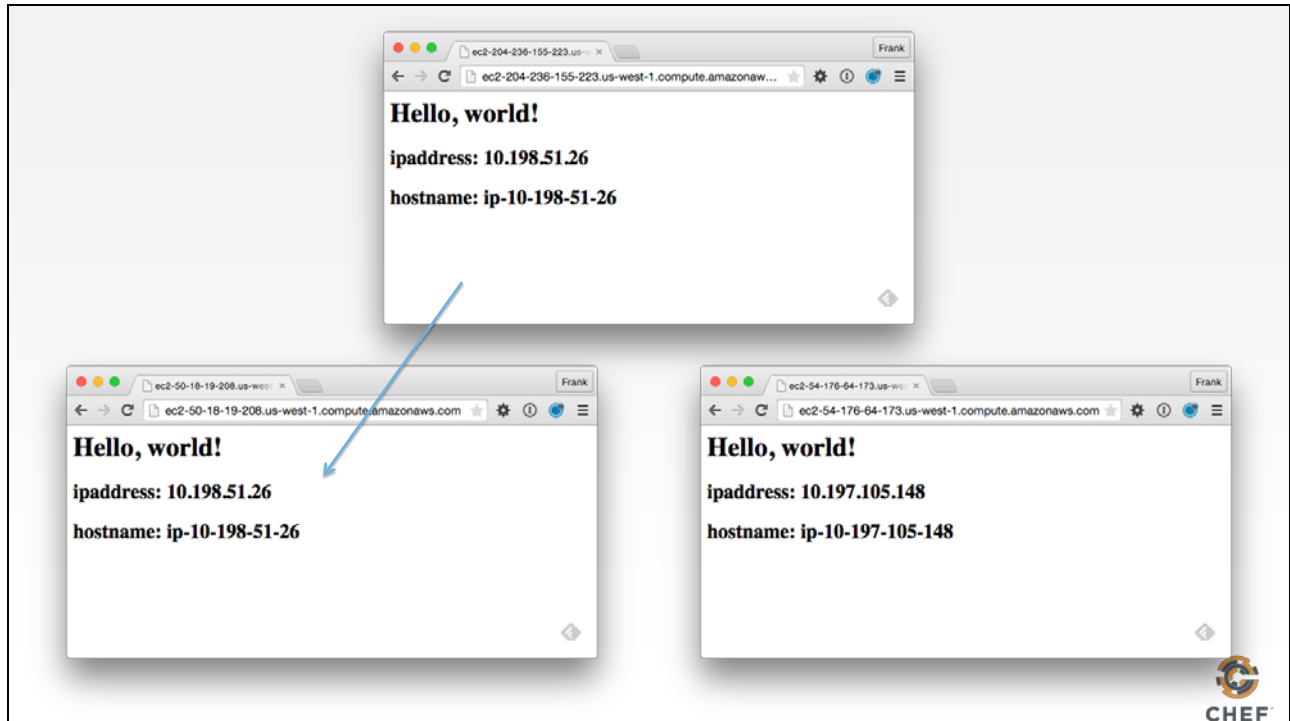 ec2-204-236-155-223.us-
Frank
ec2-204-236-155-223.us-west-1.compute.amazonaw...
Hello, world!
ipaddress: 10.198.51.26
hostname: ip-10-198-51-26
ec2-50-18-19-208.us-west
Frank
ec2-50-18-19-208.us-west-1.compute.amazonaws.com
Hello, world!
ipaddress: 10.198.51.26
hostname: ip-10-198-51-26
ec2-54-176-64-173.us-wes
Frank
ec2-54-176-64-173.us-west-1.compute.amazonaws.com
Hello, world!
ipaddress: 10.197.105.148
hostname: ip-10-197-105-148
CHEF